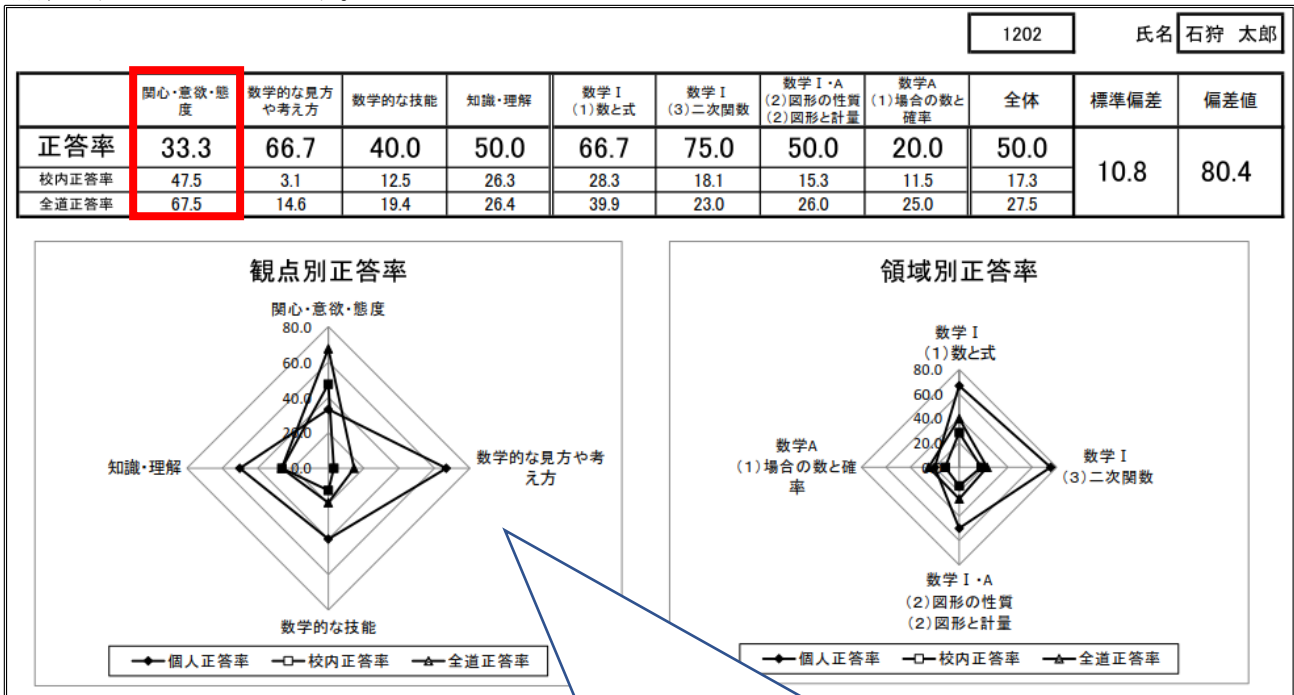 1202 氏名 石狩 太郎
関心・意欲・態度 数学的な見方や考え方 数学的な技能 知識・理解 数学Ⅰ(1)数と式 数学Ⅰ(3)二次関数 数学Ⅰ・A(2)図形の性質(2)図形と計量 数学A(1)場合の数と確率 全体 標準偏差 偏差値
正答率 33.3 66.7 40.0 50.0 66.7 75.0 50.0 20.0 50.0 10.8 80.4
校内正答率 47.5 3.1 12.5 26.3 28.3 18.1 15.3 11.5 17.3
全道正答率 67.5 14.6 19.4 26.4 39.9 23.0 26.0 25.0 27.5
観点別正答率
関心・意欲・態度
80.0
60.0
40.0
20.0
0.0
知識・理解
数学的な見方や考
え方
数学的な技能
個人正答率 校内正答率 全道正答率
領域別正答率
数学Ⅰ
(1)数と式
80.0
60.0
40.0
20.0
0.0
数学A
(1)場合の数と確
率
数学Ⅰ
(3)二次関数
数学Ⅰ・A
(2)図形の性質
(2)図形と計量
個人正答率 校内正答率 全道正答率